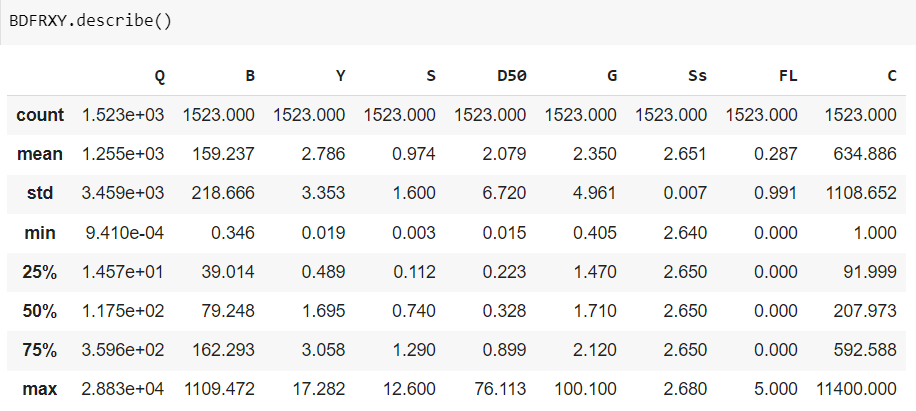 BDFRXY.describe()
Q B Y S D50 G Ss FL C
count 1.523e+03 1523.000 1523.000 1523.000 1523.000 1523.000 1523.000 1523.000 1523.000
mean 1.255e+03 159.237 2.786 0.974 2.079 2.350 2.651 0.287 634.886
std 3.459e+03 218.666 3.353 1.600 6.720 4.961 0.007 0.991 1108.652
min 9.410e-04 0.346 0.019 0.003 0.015 0.405 2.640 0.000 1.000
25% 1.457e+01 39.014 0.489 0.112 0.223 1.470 2.650 0.000 91.999
50% 1.175e+02 79.248 1.695 0.740 0.328 1.710 2.650 0.000 207.973
75% 3.596e+02 162.293 3.058 1.290 0.899 2.120 2.650 0.000 592.588
max 2.883e+04 1109.472 17.282 12.600 76.113 100.100 2.680 5.000 11400.000